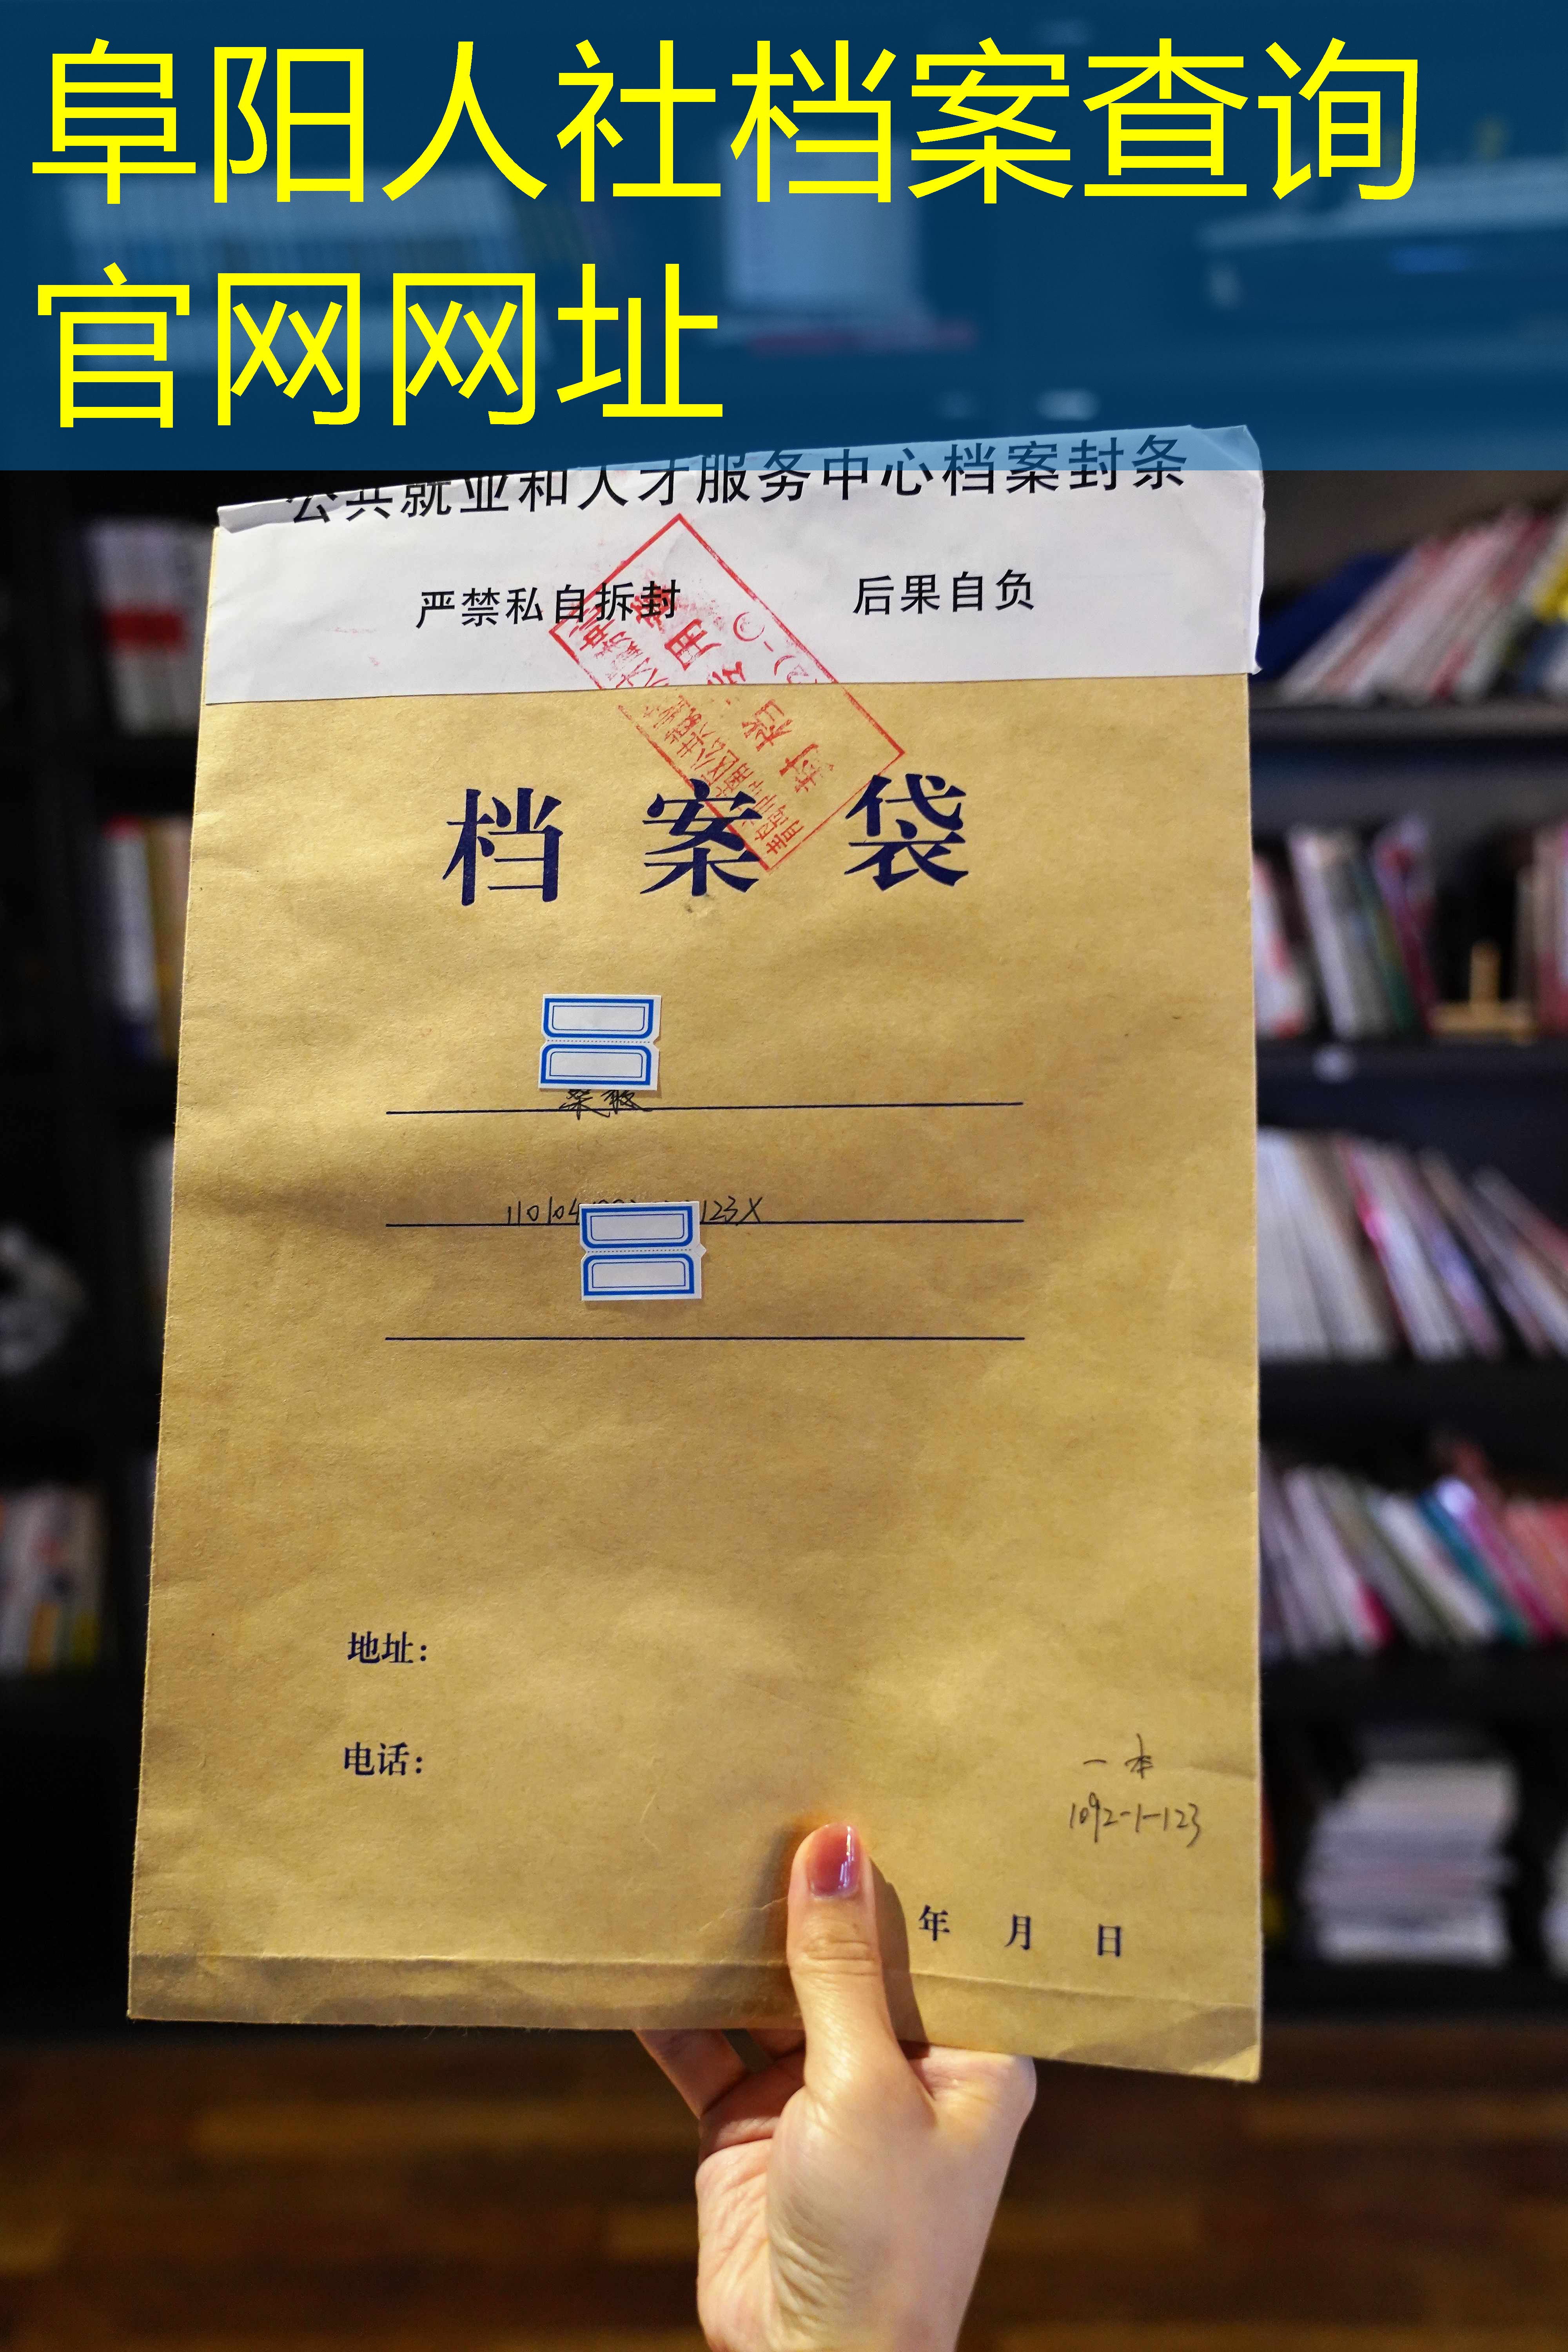 阜阳人社档案查询
官网网址
公共就业和人才服务中心档案封条
严禁私自拆封 后果自负
档案袋
123X
地址：
电话：
一本
1092-1-123
年 月 日